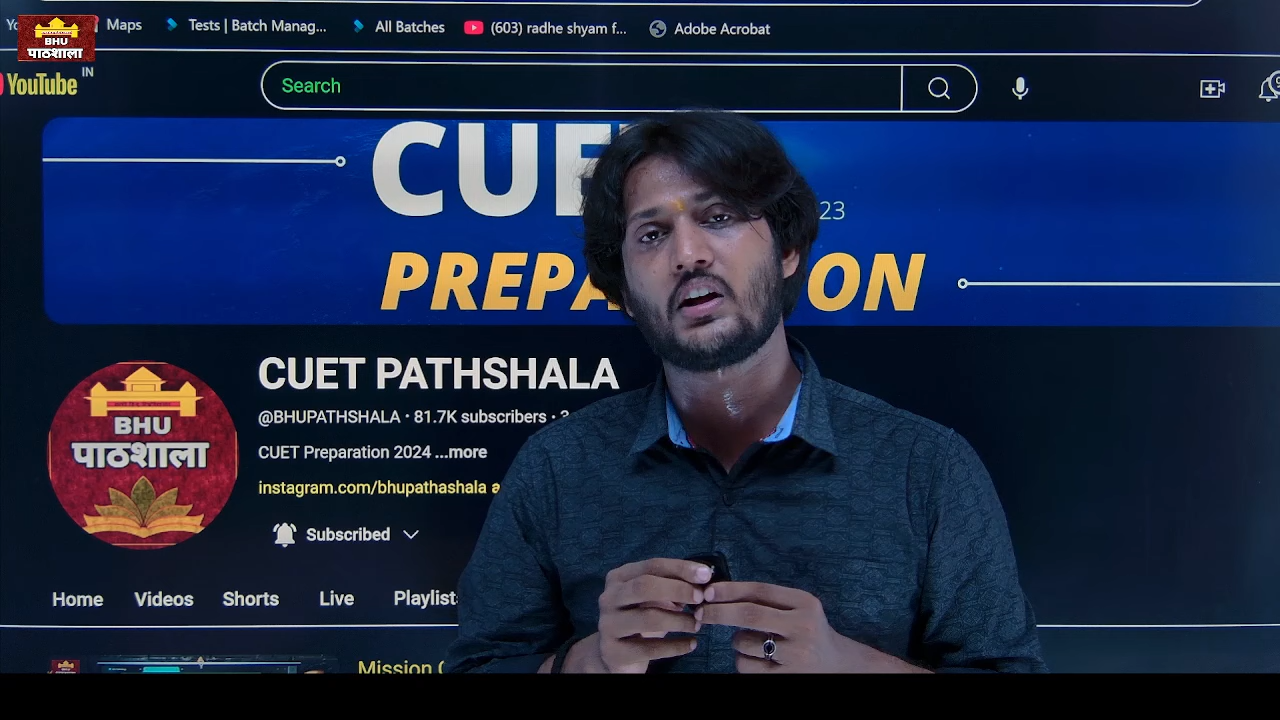 BHU
पाठशाला
Maps
Tests | Batch Manag...
All Batches
(603) radhe shyam f...
Adobe Acrobat
YouTube IN
Search
CUE
23
PREPA ON
CUET PATHSHALA
@BHUPATHSHALA · 81.7K subscribers ·
CUET Preparation 2024 ...more
instagram.com/bhupathashala
BHU
पाठशाला
Subscribed
Home
Videos
Shorts
Live
Playlists
Mission